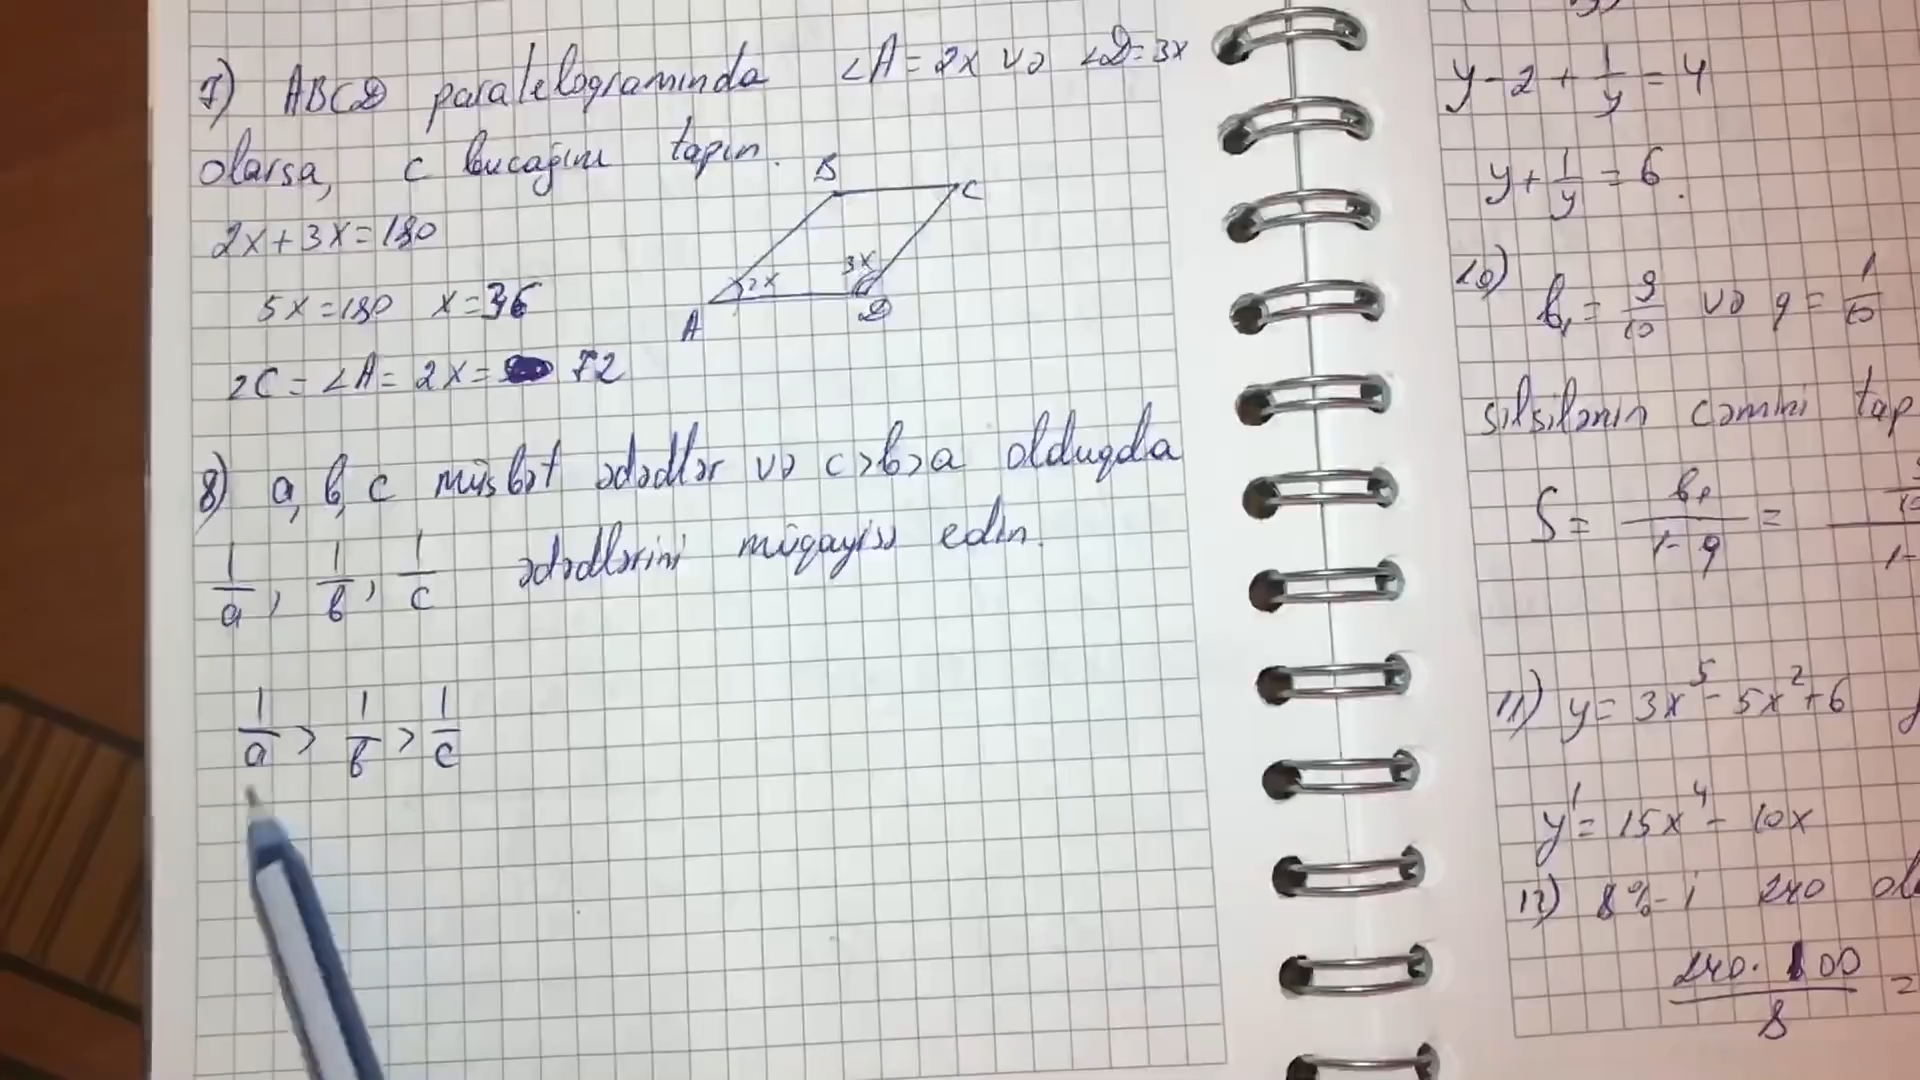 7) ABCD paralelograminda ∠A = 2x və ∠D = 3x
olarsa, C bucağını tapın.
2x + 3x = 180
5x = 180 x = 36
∠C = ∠A = 2x = 72
B
C
2x
3x
A
D
8) a, b, c müsbət ədədlər və c>b>a olduqda
1/a, 1/b, 1/c ədədlərini müqayisə edin.
1/a > 1/b > 1/c
y - 2 + 1/y = 4
y + 1/y = 6.
10) b₁ = 9/10 və q = 1/10
silsilənin cəmini tap
S = b₁/(1-q) =
1-
11) y = 3x⁵ - 5x² + 6
y' = 15x⁴ - 10x
12) 8%-i 240 ol
240·100/8 =